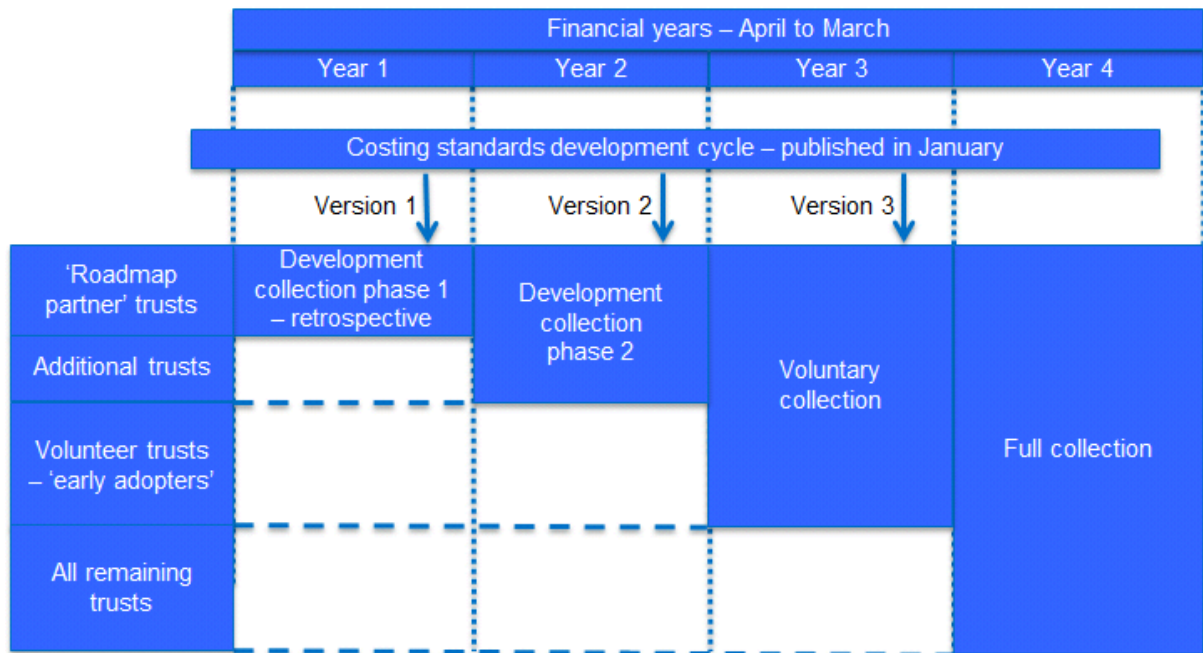 Financial years – April to March
Year 1
Year 2
Year 3
Year 4
Costing standards development cycle – published in January
Version 1
Version 2
Version 3
‘Roadmap
partner’ trusts
Development
collection phase 1
– retrospective
Development
collection
phase 2
Additional trusts
Voluntary
collection
Volunteer trusts
– ‘early adopters’
Full collection
All remaining
trusts